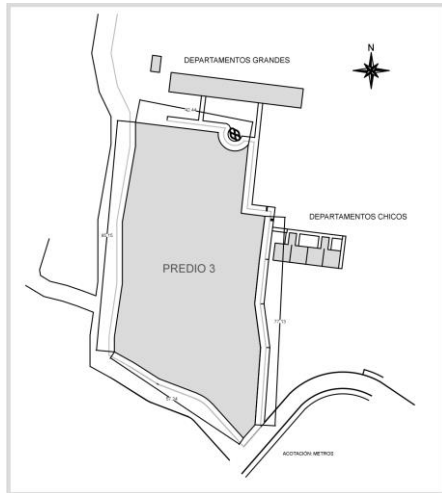 N
DEPARTAMENTOS GRANDES
DEPARTAMENTOS CHICOS
PREDIO 3
ACOTACIÓN: METROS